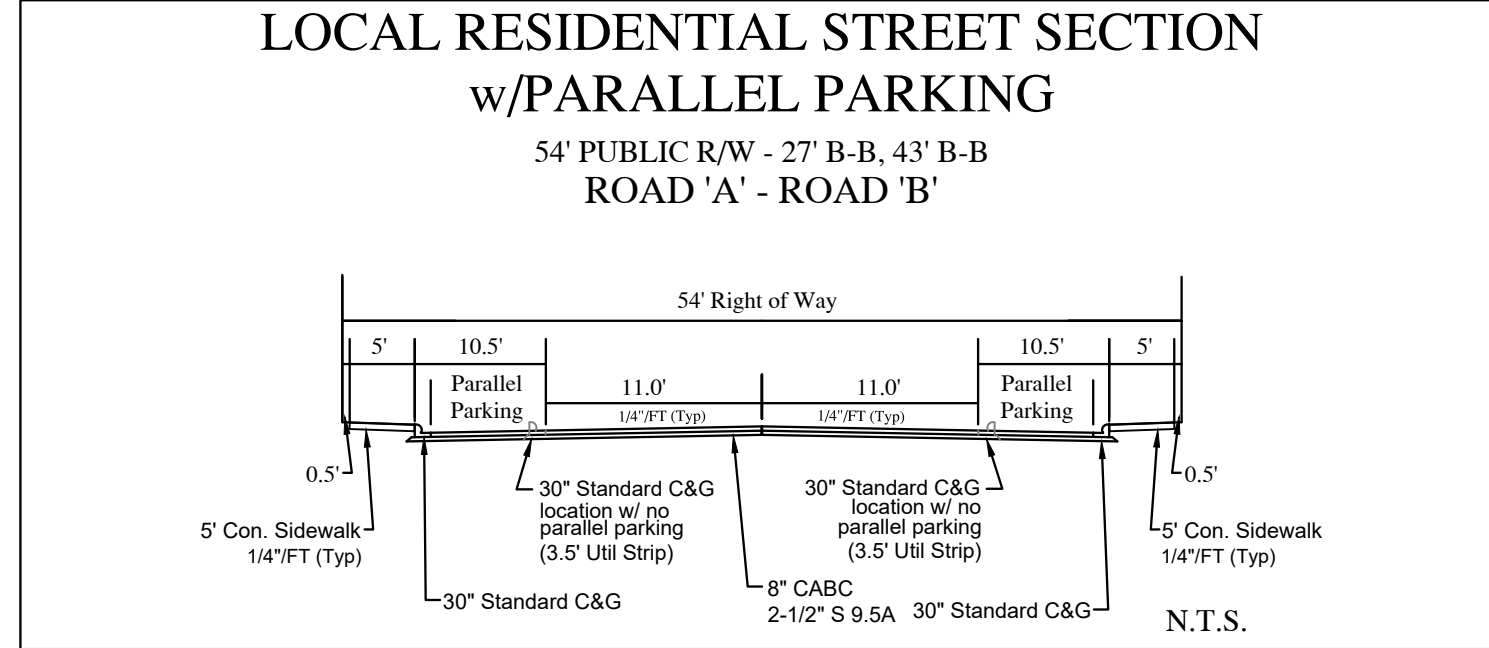 LOCAL RESIDENTIAL STREET SECTION
w/PARALLEL PARKING
54' PUBLIC R/W - 27' B-B, 43' B-B
ROAD 'A' - ROAD 'B'
54' Right of Way
5'
10.5'
10.5'
5'
Parallel
Parking
11.0'
11.0'
Parallel
Parking
1/4"/FT (Typ)
1/4"/FT (Typ)
0.5'
0.5'
30" Standard C&G
location w/ no
parallel parking
(3.5' Util Strip)
30" Standard C&G
location w/ no
parallel parking
(3.5' Util Strip)
5' Con. Sidewalk
1/4"/FT (Typ)
5' Con. Sidewalk
1/4"/FT (Typ)
30" Standard C&G
8" CABC
2-1/2" S 9.5A
30" Standard C&G
N.T.S.